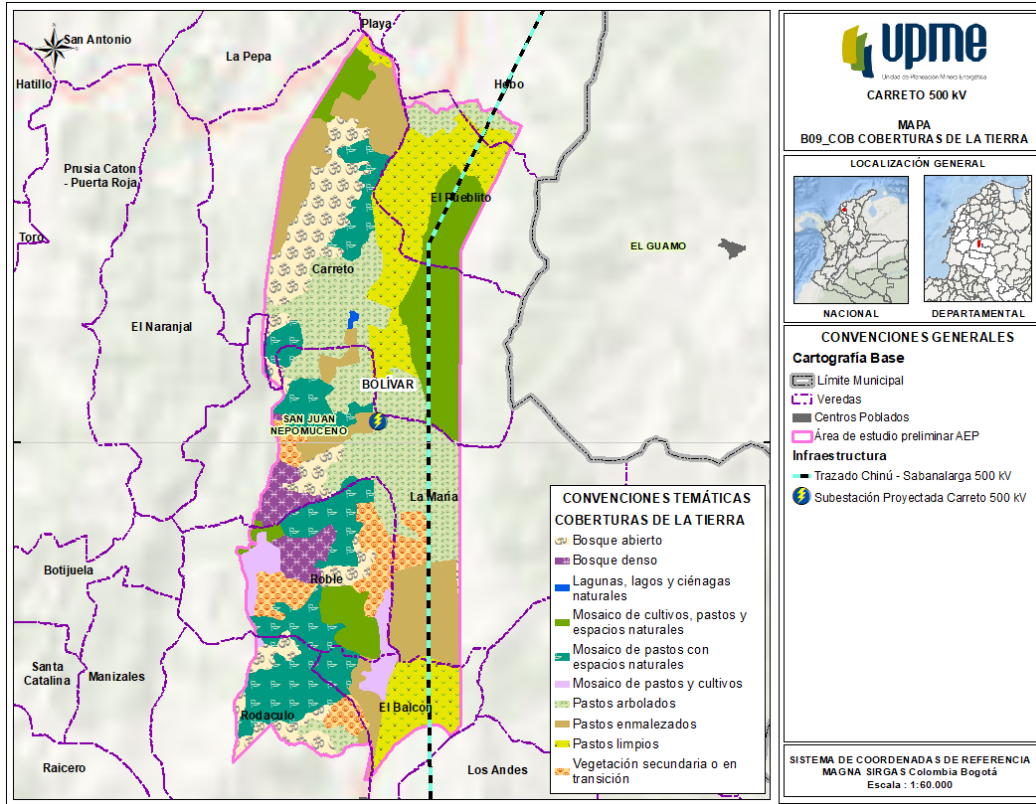 Playa
San Antonio
La Pepa
Hatillo
Hobo
Prusia Caton
- Puerta Roja
El Pueblito
Toro
EL GUAMO
Carreto
El Naranjal
BOLÍVAR
SAN JUAN
NEPOMUCENO
La Maria
Botijuela
Roble
Santa
Catalina
Manizales
El Balcon
Rodaculo
Raicero
Los Andes
CONVENCIONES TEMÁTICAS
COBERTURAS DE LA TIERRA
Bosque abierto
Bosque denso
Lagunas, lagos y ciénagas
naturales
Mosaico de cultivos, pastos y
espacios naturales
Mosaico de pastos con
espacios naturales
Mosaico de pastos y cultivos
Pastos arbolados
Pastos enmalezados
Pastos limpios
Vegetación secundaria o en
transición
upme
Unidad de Planeación Minero Energética
CARRETO 500 kV
MAPA
B09_COB COBERTURAS DE LA TIERRA
LOCALIZACIÓN GENERAL
NACIONAL
DEPARTAMENTAL
CONVENCIONES GENERALES
Cartografía Base
Límite Municipal
Veredas
Centros Poblados
Área de estudio preliminar AEP
Infraestructura
Trazado Chinú - Sabanalarga 500 kV
Subestación Proyectada Carreto 500 kV
SISTEMA DE COORDENADAS DE REFERENCIA
MAGNA SIRGAS Colombia Bogotá
Escala : 1:60.000